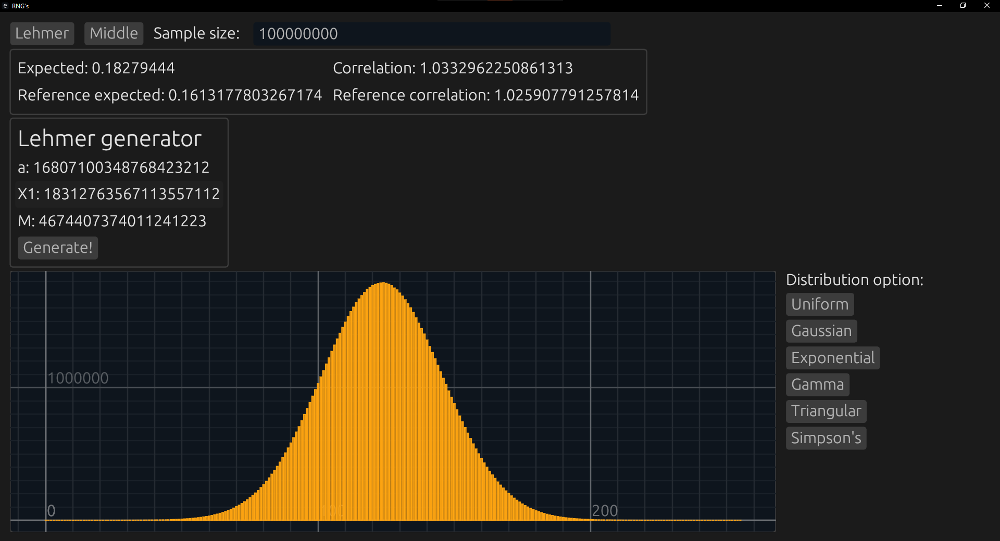 e RNG's
Lehmer Middle Sample size: 100000000
Expected: 0.18279444 Correlation: 1.0332962250861313
Reference expected: 0.1613177803267174 Reference correlation: 1.025907791257814
Lehmer generator
a: 16807100348768423212
X1: 18312763567113557112
M: 4674407374011241223
Generate!
1000000
0 100 200
Distribution option:
Uniform
Gaussian
Exponential
Gamma
Triangular
Simpson's